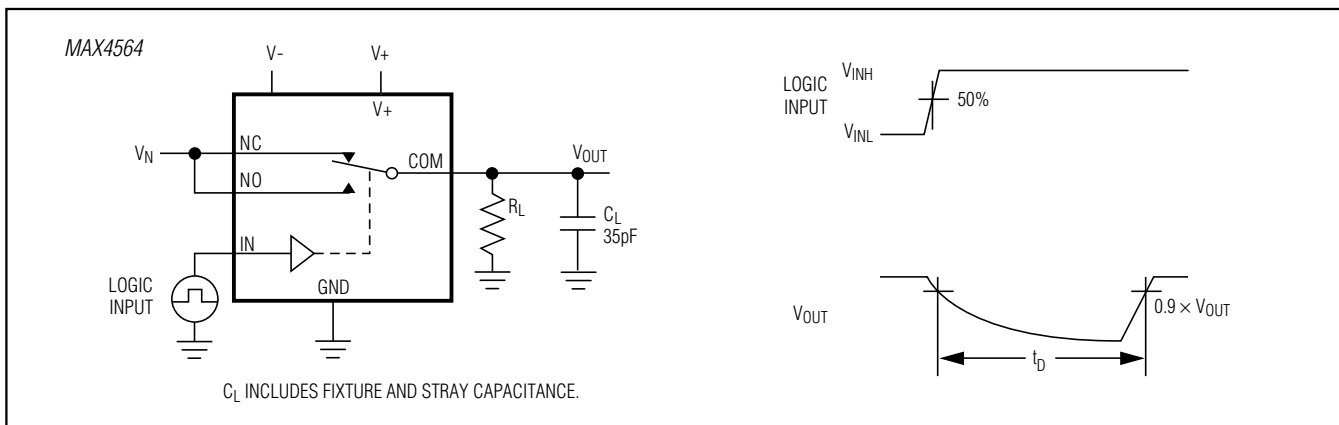 MAX4564
V- V+
V+
VN
NC
NO
COM
VOUT
RL
CL
35pF
IN
LOGIC
INPUT
GND
CL INCLUDES FIXTURE AND STRAY CAPACITANCE.
LOGIC
INPUT
VINH
50%
VINL
VOUT
0.9 × VOUT
tD